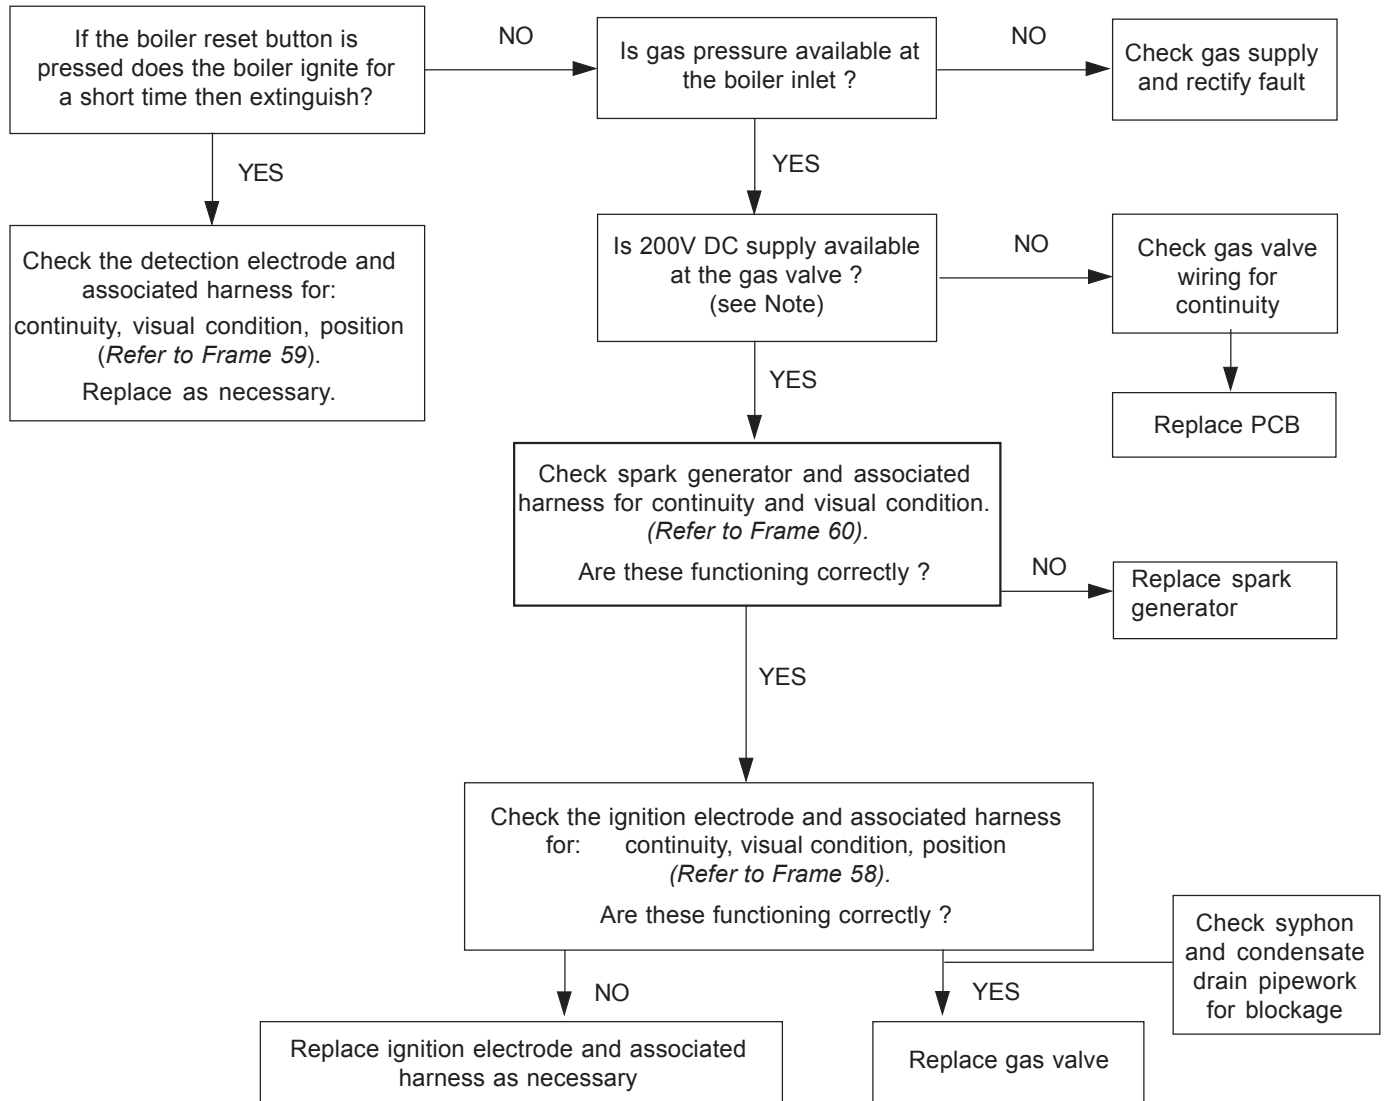 If the boiler reset button is
pressed does the boiler ignite for
a short time then extinguish?
NO
Is gas pressure available at
the boiler inlet ?
NO
Check gas supply
and rectify fault
YES
YES
Check the detection electrode and
associated harness for:
continuity, visual condition, position
(Refer to Frame 59).
Replace as necessary.
Is 200V DC supply available
at the gas valve ?
(see Note)
NO
Check gas valve
wiring for
continuity
YES
Replace PCB
Check spark generator and associated
harness for continuity and visual condition.
(Refer to Frame 60).
Are these functioning correctly ?
NO
Replace spark
generator
YES
Check the ignition electrode and associated harness
for: continuity, visual condition, position
(Refer to Frame 58).
Are these functioning correctly ?
Check syphon
and condensate
drain pipework
for blockage
NO
YES
Replace ignition electrode and associated
harness as necessary
Replace gas valve